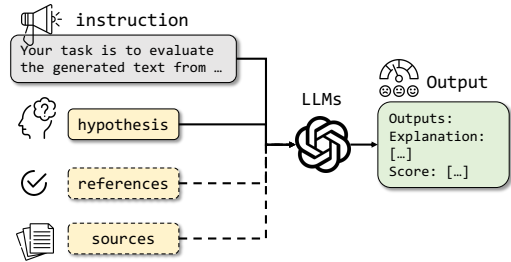 instruction
Your task is to evaluate
the generated text from …
hypothesis
references
sources
LLMs
Output
Outputs:
Explanation:
[…]
Score: […]